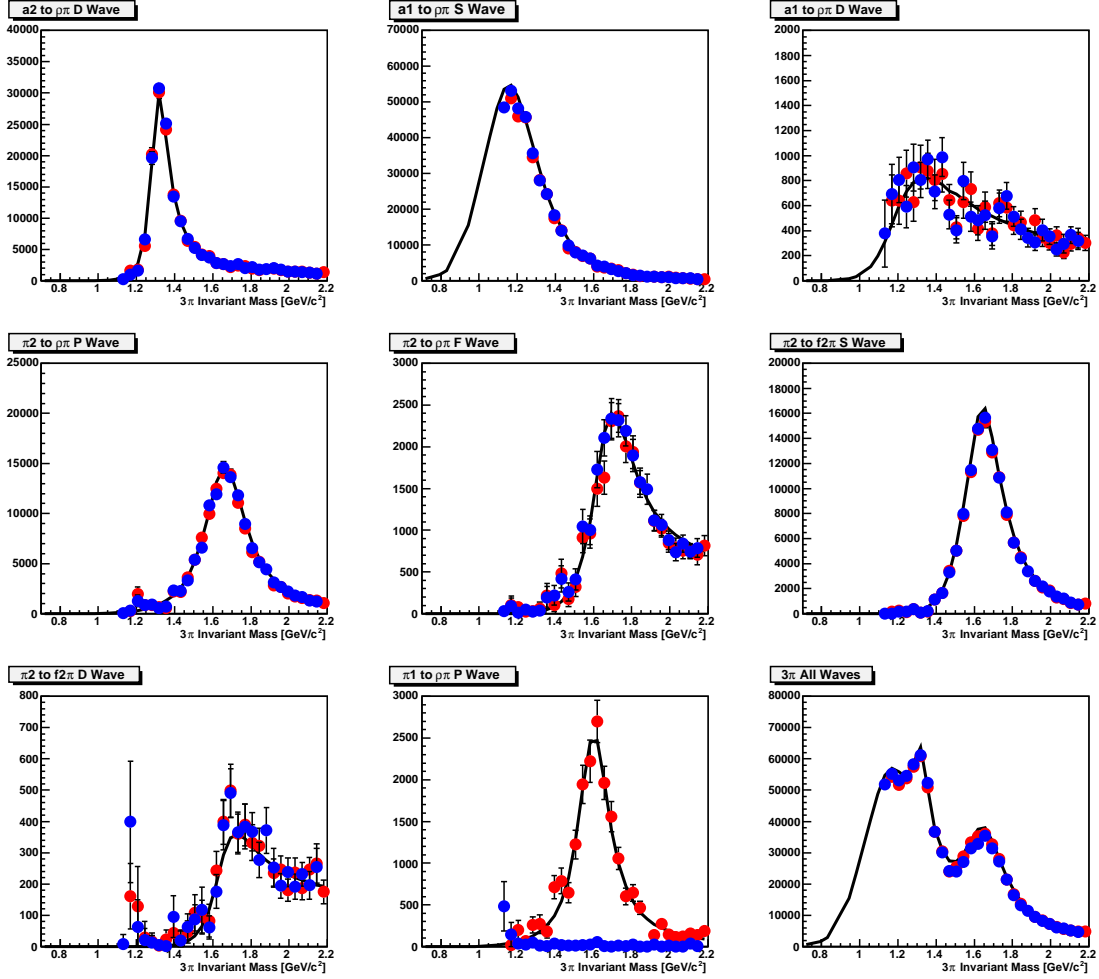 a2 to ρπ D Wave
40000
35000
30000
25000
20000
15000
10000
5000
0
0.8 1 1.2 1.4 1.6 1.8 2 2.2
3π Invariant Mass [GeV/c²]
a1 to ρπ S Wave
70000
60000
50000
40000
30000
20000
10000
0
0.8 1 1.2 1.4 1.6 1.8 2 2.2
3π Invariant Mass [GeV/c²]
a1 to ρπ D Wave
2000
1800
1600
1400
1200
1000
800
600
400
200
0
0.8 1 1.2 1.4 1.6 1.8 2 2.2
3π Invariant Mass [GeV/c²]
π2 to ρπ P Wave
25000
20000
15000
10000
5000
0
0.8 1 1.2 1.4 1.6 1.8 2 2.2
3π Invariant Mass [GeV/c²]
π2 to ρπ F Wave
3000
2500
2000
1500
1000
500
0
0.8 1 1.2 1.4 1.6 1.8 2 2.2
3π Invariant Mass [GeV/c²]
π2 to f2π S Wave
20000
18000
16000
14000
12000
10000
8000
6000
4000
2000
0
0.8 1 1.2 1.4 1.6 1.8 2 2.2
3π Invariant Mass [GeV/c²]
π2 to f2π D Wave
800
700
600
500
400
300
200
100
0
0.8 1 1.2 1.4 1.6 1.8 2 2.2
3π Invariant Mass [GeV/c²]
π1 to ρπ P Wave
3000
2500
2000
1500
1000
500
0
0.8 1 1.2 1.4 1.6 1.8 2 2.2
3π Invariant Mass [GeV/c²]
3π All Waves
80000
70000
60000
50000
40000
30000
20000
10000
0
0.8 1 1.2 1.4 1.6 1.8 2 2.2
3π Invariant Mass [GeV/c²]